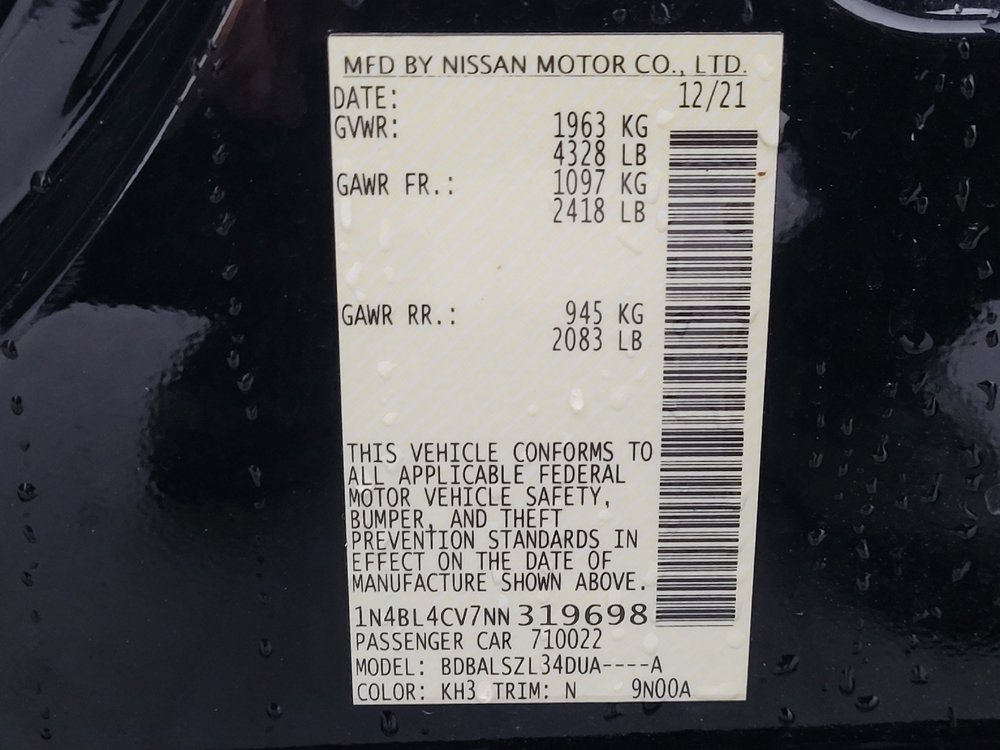 MFD BY NISSAN MOTOR CO., LTD.
DATE: 12/21
GVWR: 1963 KG
4328 LB
GAWR FR.: 1097 KG
2418 LB
GAWR RR.: 945 KG
2083 LB
THIS VEHICLE CONFORMS TO
ALL APPLICABLE FEDERAL
MOTOR VEHICLE SAFETY,
BUMPER, AND THEFT
PREVENTION STANDARDS IN
EFFECT ON THE DATE OF
MANUFACTURE SHOWN ABOVE.
1N4BL4CV7NN319698
PASSENGER CAR 710022
MODEL: BDBALSZL34DUA----A
COLOR: KH3 TRIM: N 9N00A